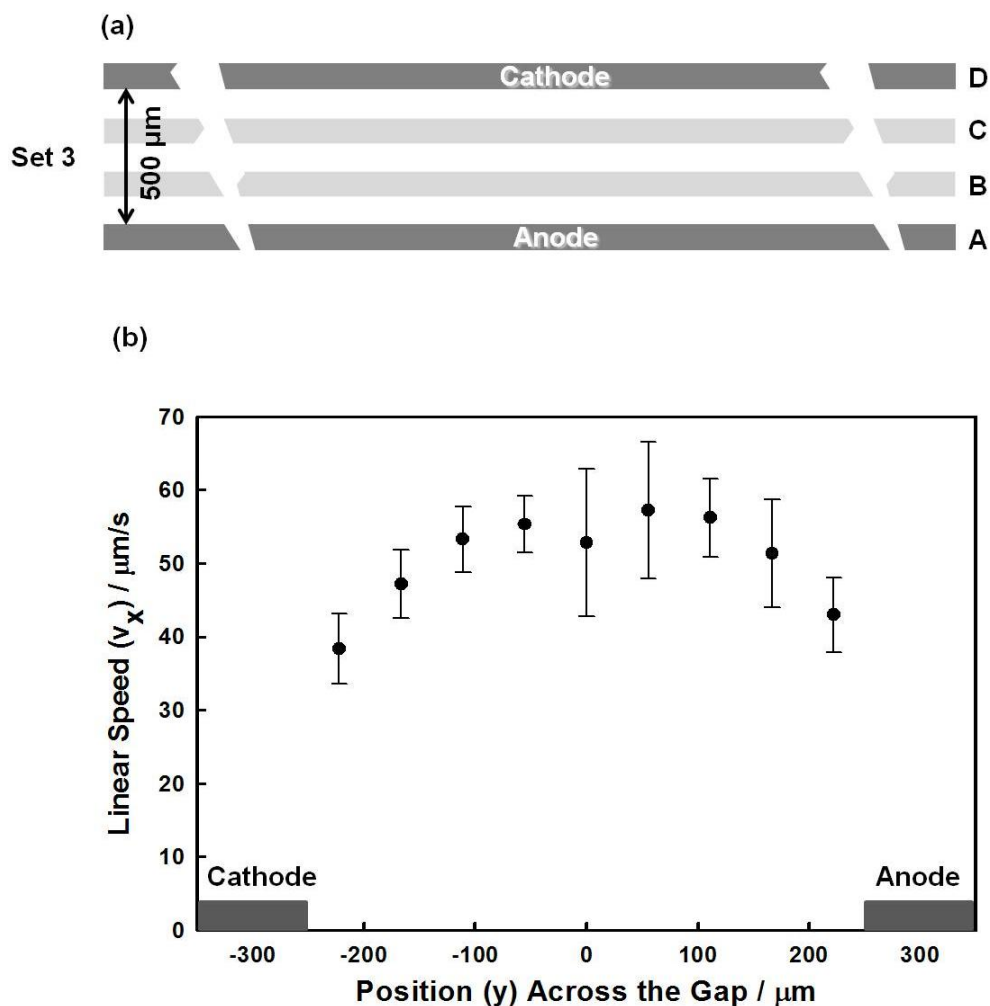 (a)
Cathode
D
C
Set 3
500 μm
B
Anode
A
(b)
70
60
50
40
30
20
10
0
Linear Speed (vx) / μm/s
Cathode
Anode
-300 -200 -100 0 100 200 300
Position (y) Across the Gap / μm